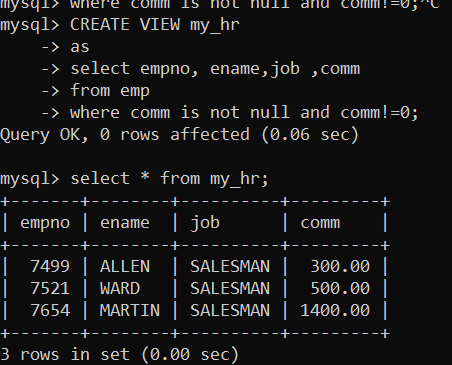 mysql> where comm is not null and comm!=0;^C
mysql> CREATE VIEW my_hr
    -> as
    -> select empno, ename,job ,comm
    -> from emp
    -> where comm is not null and comm!=0;
Query OK, 0 rows affected (0.06 sec)

mysql> select * from my_hr;
+-------+--------+----------+---------+
| empno | ename  | job      | comm    |
+-------+--------+----------+---------+
|  7499 | ALLEN  | SALESMAN |  300.00 |
|  7521 | WARD   | SALESMAN |  500.00 |
|  7654 | MARTIN | SALESMAN | 1400.00 |
+-------+--------+----------+---------+
3 rows in set (0.00 sec)